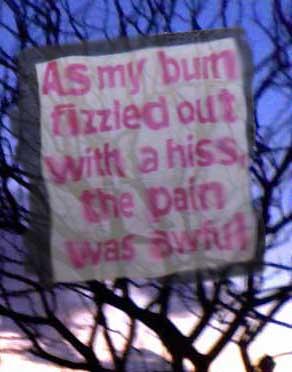 As my bum
fizzled out
with a hiss,
the pain
was awful